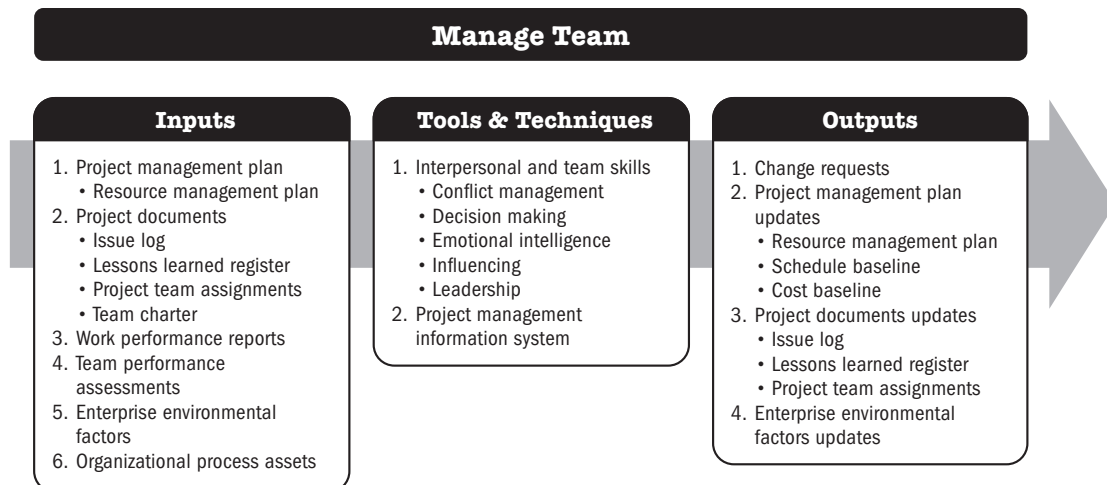 Manage Team
Inputs
1. Project management plan
• Resource management plan
2. Project documents
• Issue log
• Lessons learned register
• Project team assignments
• Team charter
3. Work performance reports
4. Team performance
assessments
5. Enterprise environmental
factors
6. Organizational process assets
Tools & Techniques
1. Interpersonal and team skills
• Conflict management
• Decision making
• Emotional intelligence
• Influencing
• Leadership
2. Project management
information system
Outputs
1. Change requests
2. Project management plan
updates
• Resource management plan
• Schedule baseline
• Cost baseline
3. Project documents updates
• Issue log
• Lessons learned register
• Project team assignments
4. Enterprise environmental
factors updates